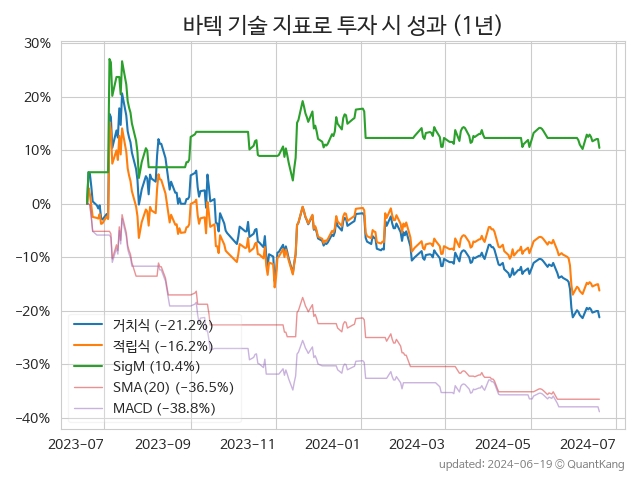 바텍 기술 지표로 투자 시 성과 (1년)
30%
20%
10%
0%
−10%
−20%
−30%
−40%
거치식 (−21.2%)
적립식 (−16.2%)
SigM (10.4%)
SMA(20) (−36.5%)
MACD (−38.8%)
2023−07 2023−09 2023−11 2024−01 2024−03 2024−05 2024−07
updated: 2024−06−19 © QuantKang